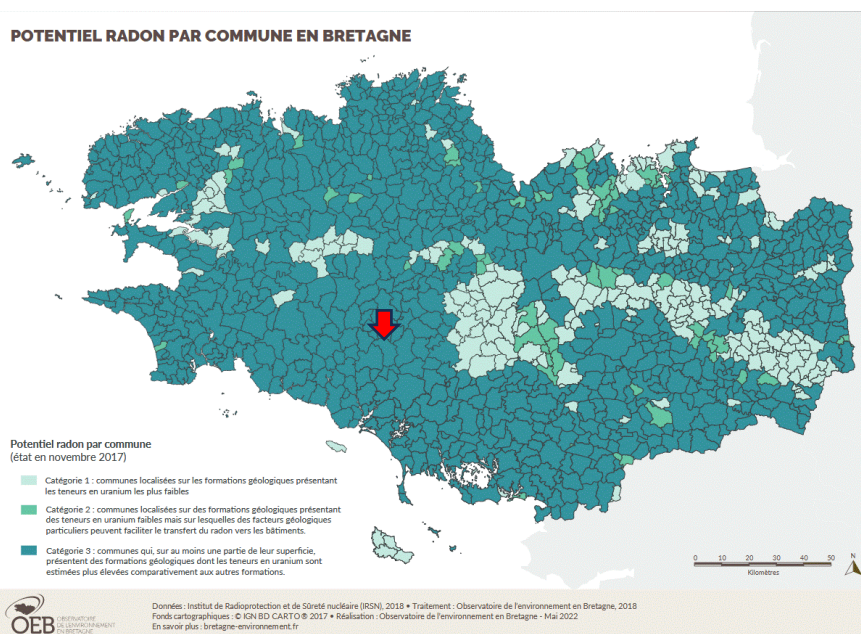 POTENTIEL RADON PAR COMMUNE EN BRETAGNE
Potentiel radon par commune
(état en novembre 2017)
Catégorie 1 : communes localisées sur les formations géologiques présentant
les teneurs en uranium les plus faibles
Catégorie 2 : communes localisées sur des formations géologiques présentant
des teneurs en uranium faibles mais sur lesquelles des facteurs géologiques
particuliers peuvent faciliter le transfert du radon vers les bâtiments.
Catégorie 3 : communes qui, sur au moins une partie de leur superficie,
présentent des formations géologiques dont les teneurs en uranium sont
estimées plus élevées comparativement aux autres formations.
0 10 20 30 40 50
Kilomètres
N
OEB
OBSERVATOIRE
DE L'ENVIRONNEMENT
EN BRETAGNE
Données : Institut de Radioprotection et de Sûreté nucléaire (IRSN), 2018 • Traitement : Observatoire de l'environnement en Bretagne, 2018
Fonds cartographiques : © IGN BD CARTO® 2017 • Réalisation : Observatoire de l'environnement en Bretagne - Mai 2022
En savoir plus : bretagne-environnement.fr